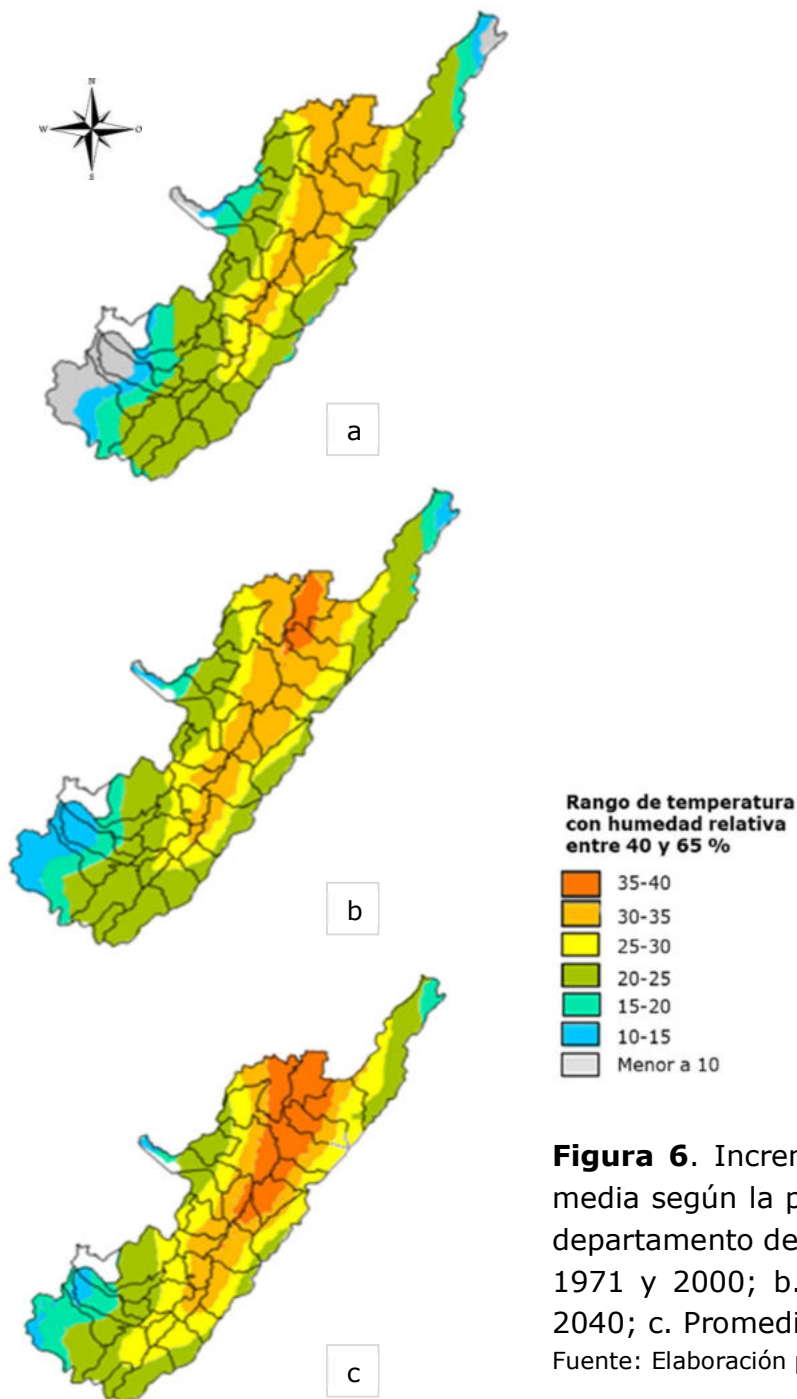 N
W
O
S
a
b
c
Rango de temperatura
con humedad relativa
entre 40 y 65 %
35-40
30-35
25-30
20-25
15-20
10-15
Menor a 10
Figura 6. Increm
media según la p
departamento de
1971 y 2000; b.
2040; c. Promedi
Fuente: Elaboración p